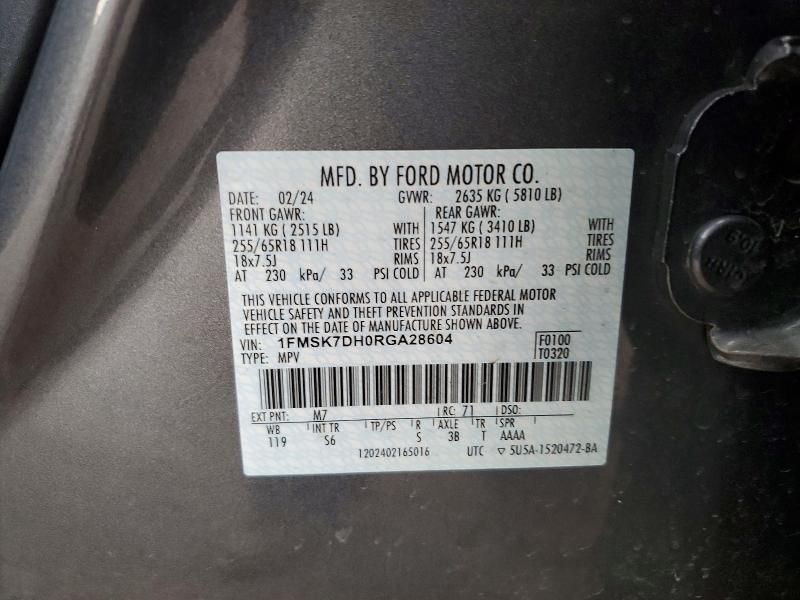 MFD. BY FORD MOTOR CO.
DATE: 02/24 GVWR: 2635 KG ( 5810 LB)
FRONT GAWR: REAR GAWR:
1141 KG ( 2515 LB) WITH 1547 KG ( 3410 LB) WITH
255/65R18 111H TIRES 255/65R18 111H TIRES
18x7.5J RIMS 18x7.5J RIMS
AT 230 kPa/ 33 PSI COLD AT 230 kPa/ 33 PSI COLD
THIS VEHICLE CONFORMS TO ALL APPLICABLE FEDERAL MOTOR
VEHICLE SAFETY AND THEFT PREVENTION STANDARDS IN
EFFECT ON THE DATE OF MANUFACTURE SHOWN ABOVE.
VIN: 1FMSK7DH0RGA28604 F0100
TYPE: MPV T0320
EXT PNT: M7 RC: 71 DSO:
WB INT TR TP/PS R AXLE TR SPR
119 S6 S 3B T AAAA
1202402165016 UTC ▽ 5U5A-1520472-BA